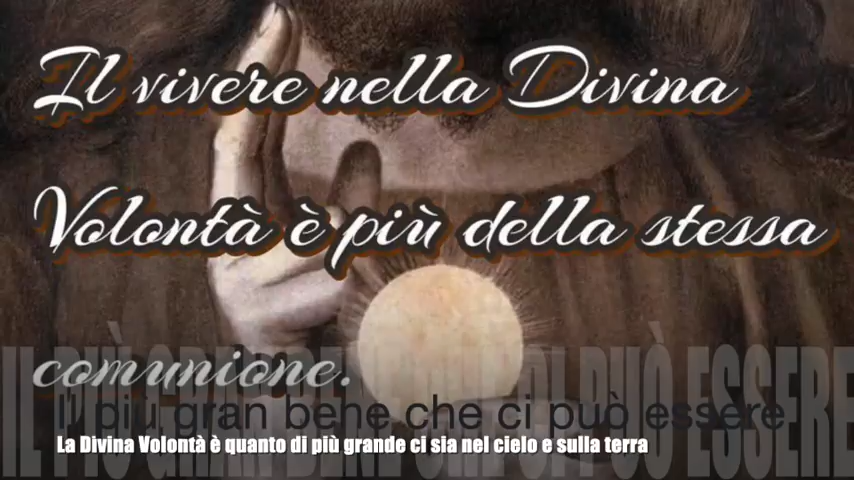 Il vivere nella Divina
Volontà è più della stessa
comunione.
IL PIÙ GRAN BENE CHE CI PUÒ ESSERE
Il più gran bene che ci può essere
La Divina Volontà è quanto di più grande ci sia nel cielo e sulla terra